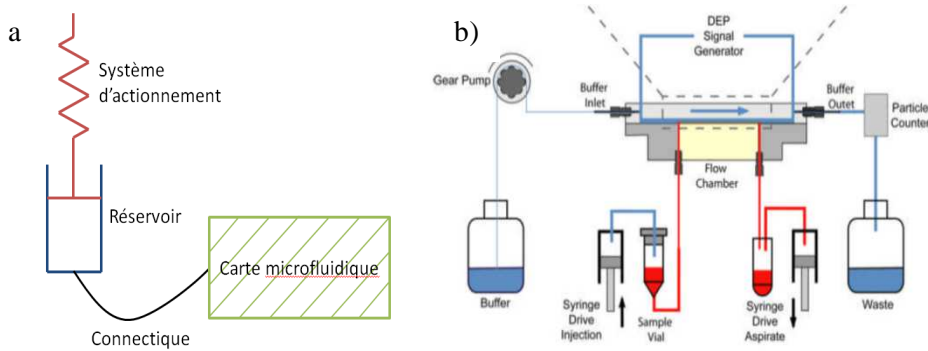 a
Système
d'actionnement
Réservoir
Carte microfluidique
Connectique
b)
DEP
Signal
Generator
Gear Pump
Buffer
Inlet
Buffer
Outet
Particle
Counter
Flow
Chamber
Buffer
Syringe
Drive
Injection
Sample
Vial
Syringe
Drive
Aspirate
Waste